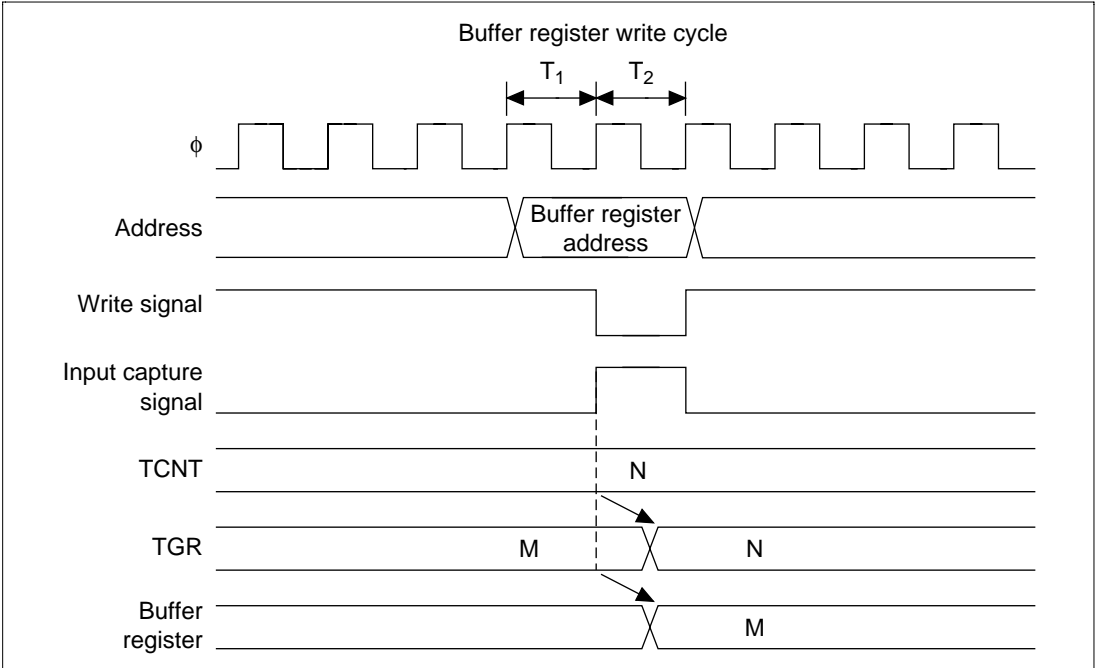 Buffer register write cycle
T1 T2
ϕ
Address
Buffer register
address
Write signal
Input capture
signal
TCNT
N
TGR
M
N
Buffer
register
M